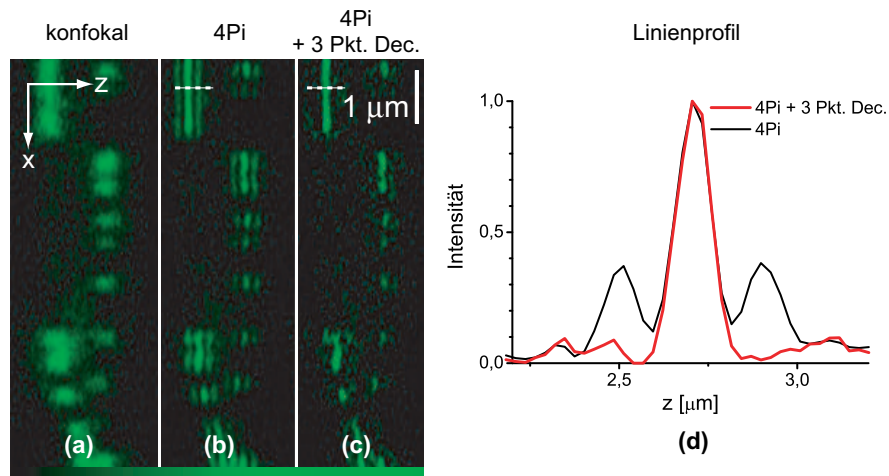 konfokal
4Pi
4Pi
+ 3 Pkt. Dec.
z
x
1 μm
(a)
(b)
(c)
Linienprofil
4Pi + 3 Pkt. Dec.
4Pi
Intensität
1,0
0,5
0,0
2,5
3,0
z [μm]
(d)